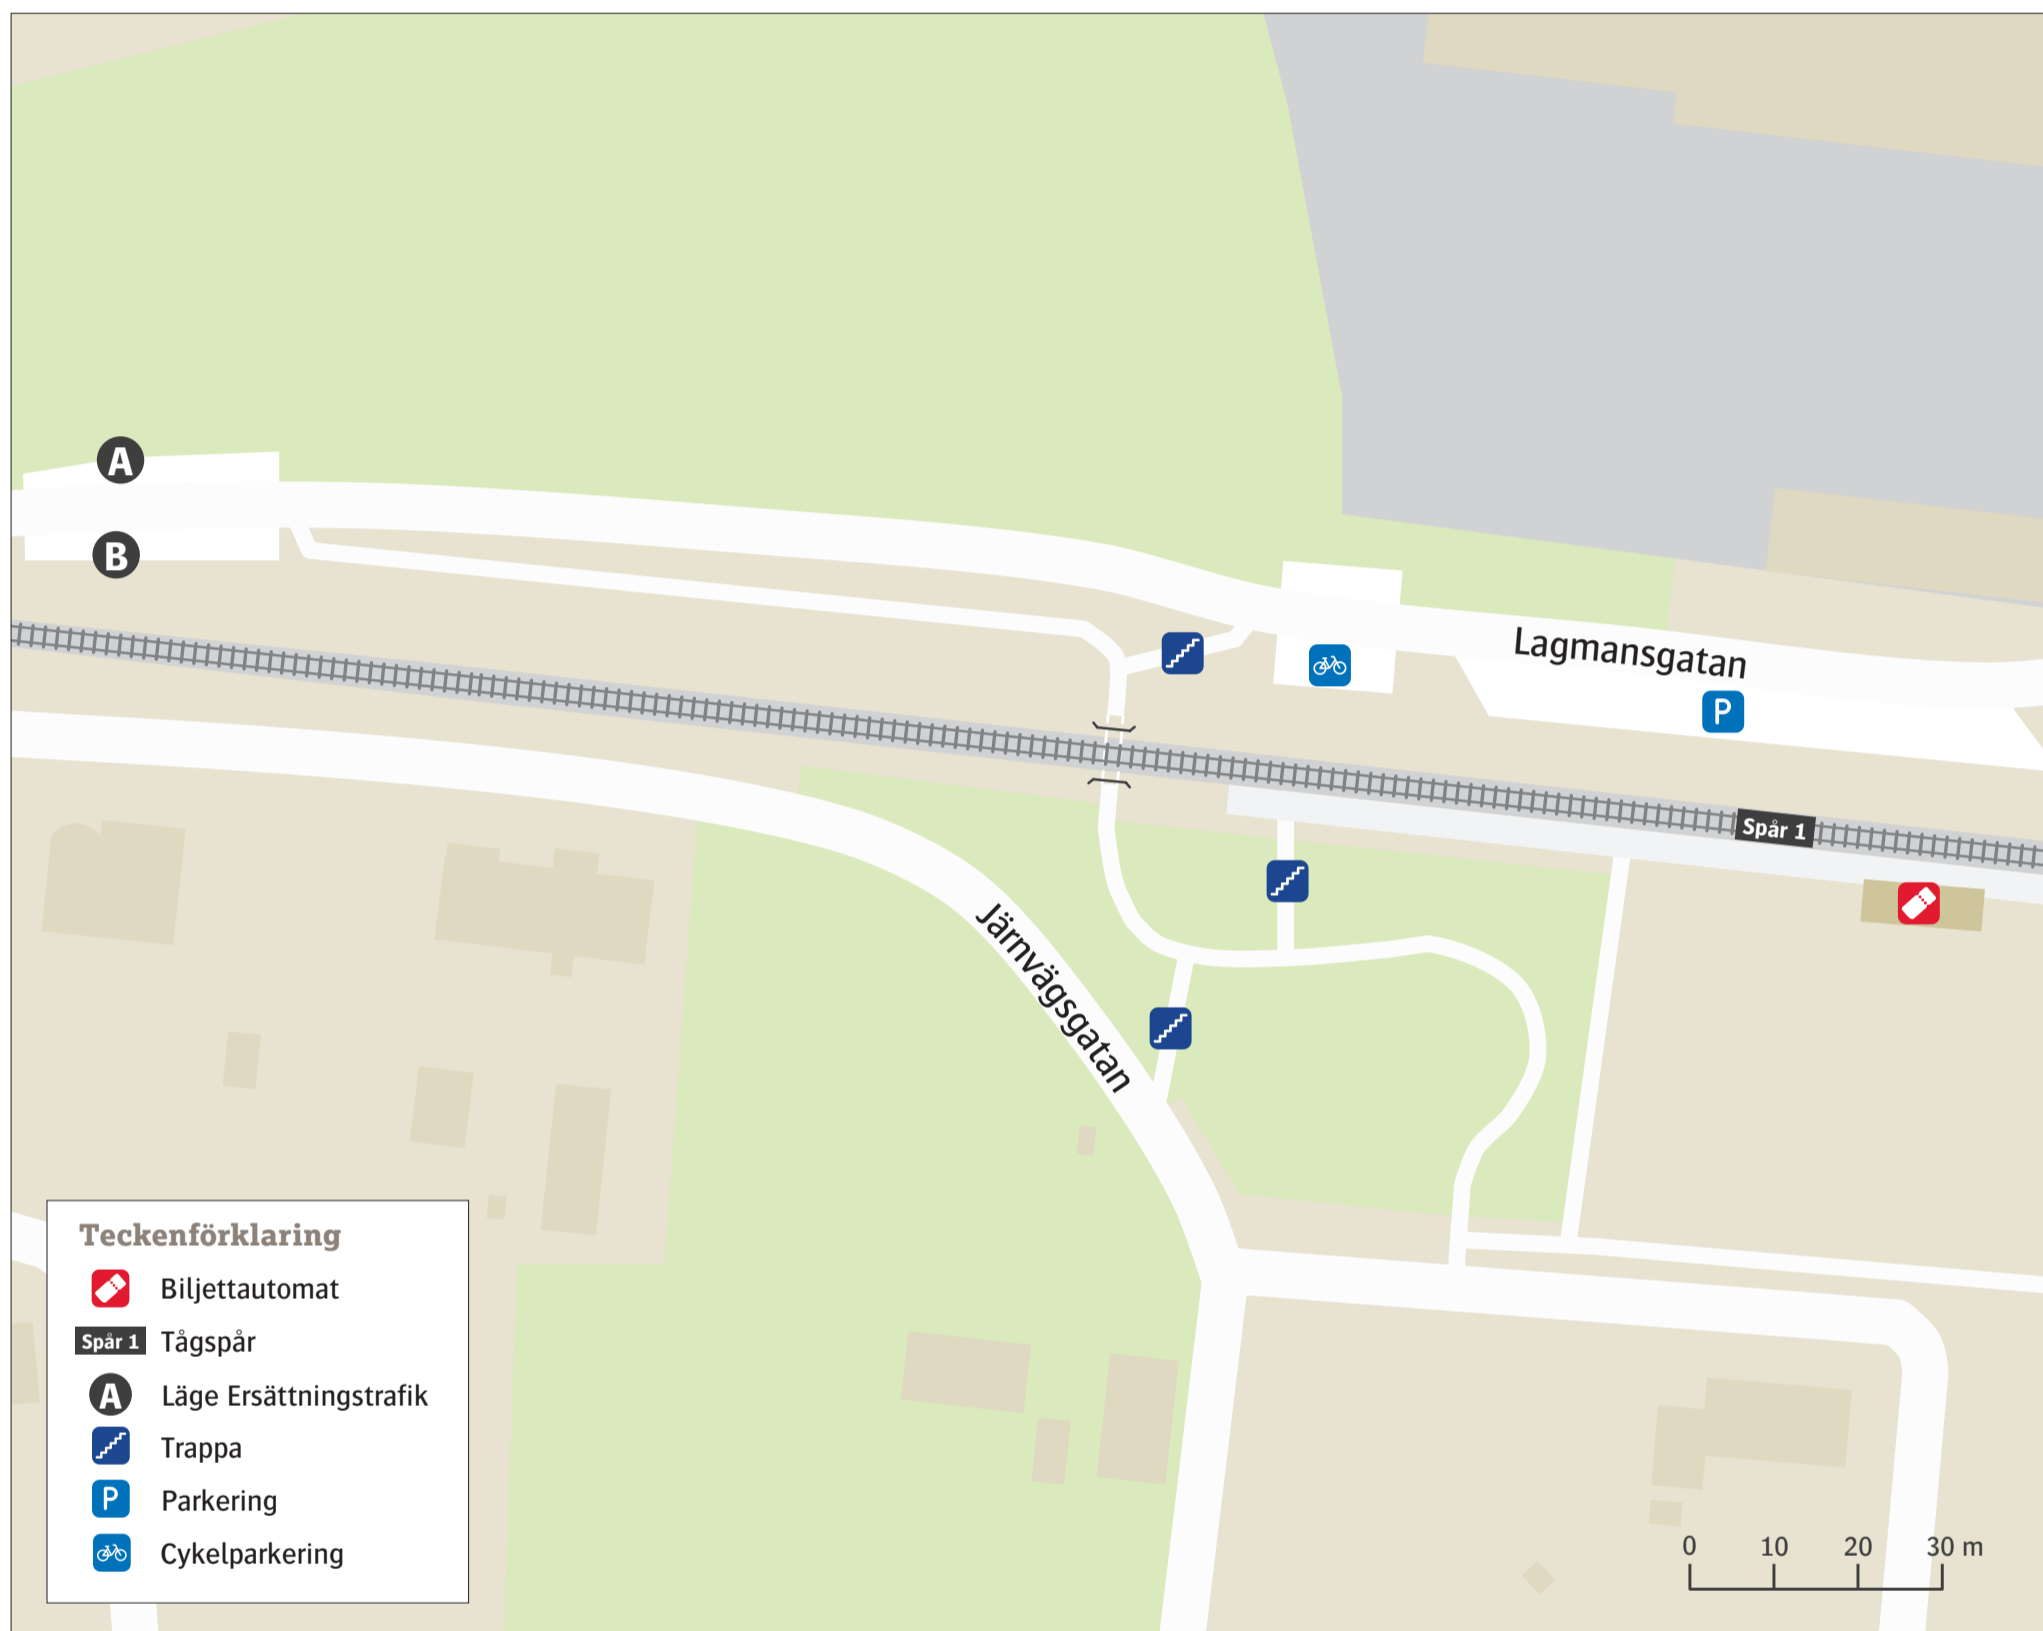 A
B
Lagmansgatan
P
Spår 1
Järnvägsgatan
Teckenförklaring
Biljettautomat
Spår 1 Tågspår
A Läge Ersättningstrafik
Trappa
P Parkering
Cykelparkering
0 10 20 30 m